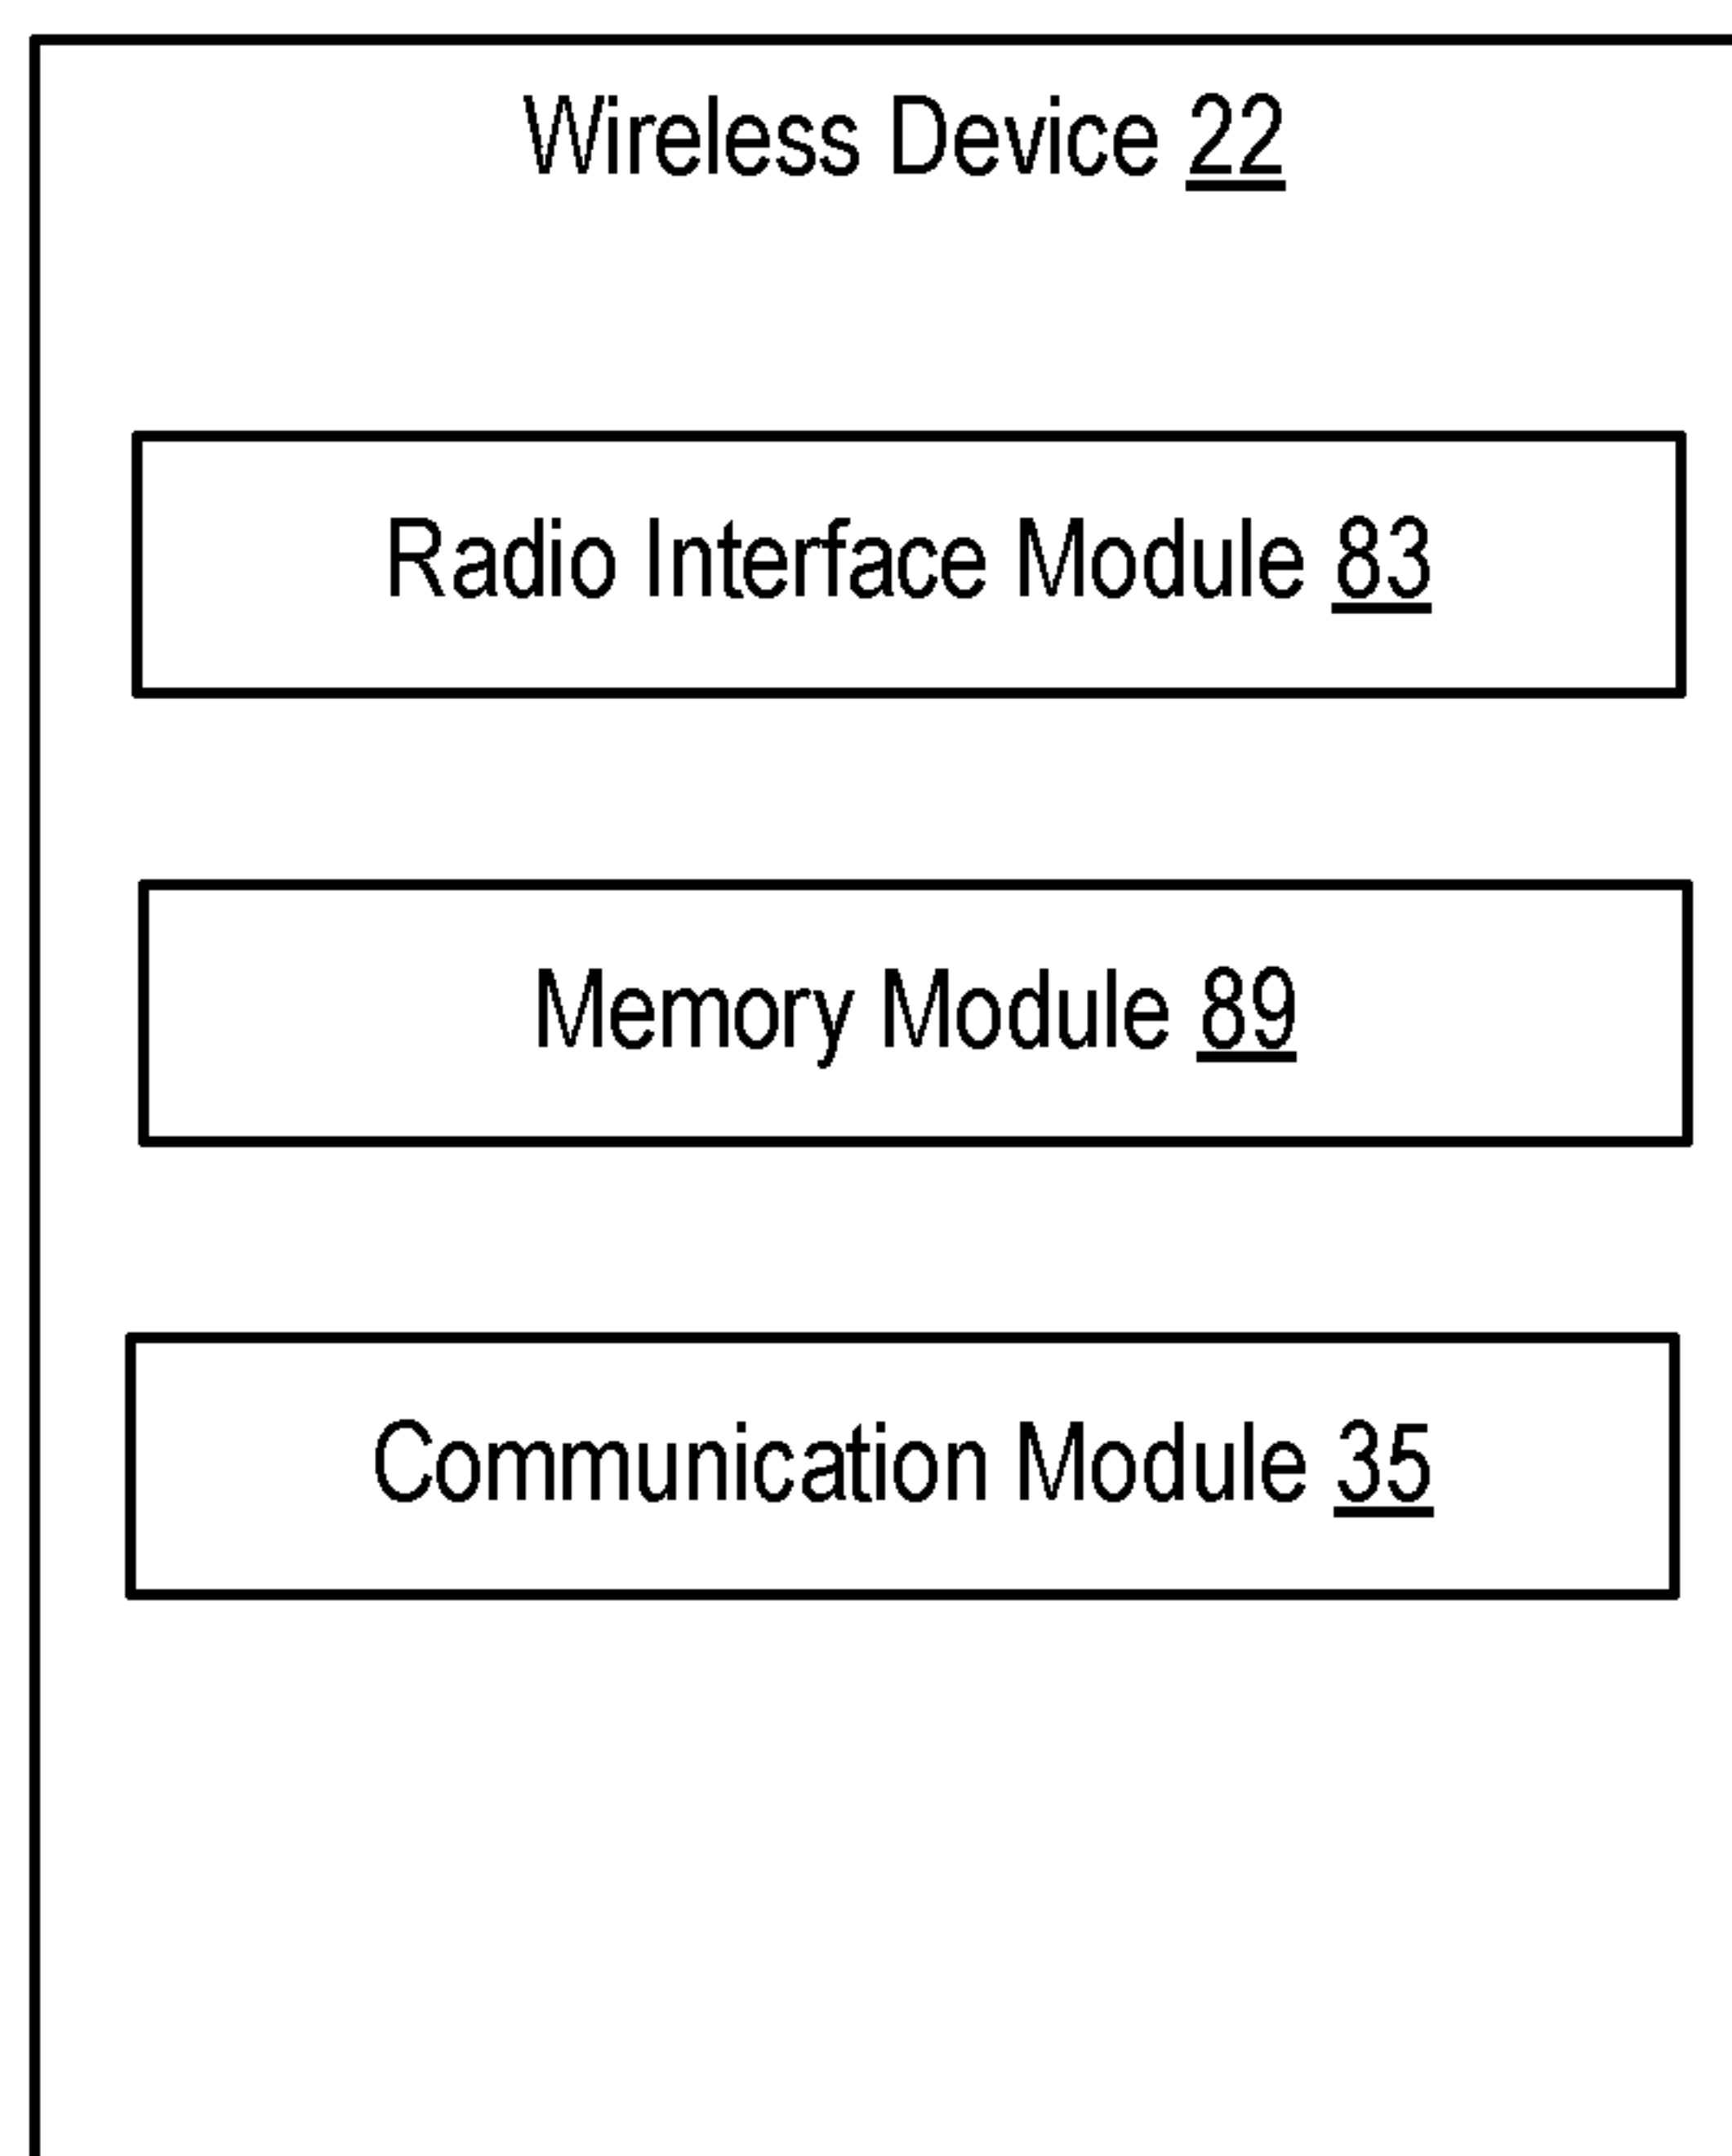 Wireless Device 22
Radio Interface Module 83
Memory Module 89
Communication Module 35